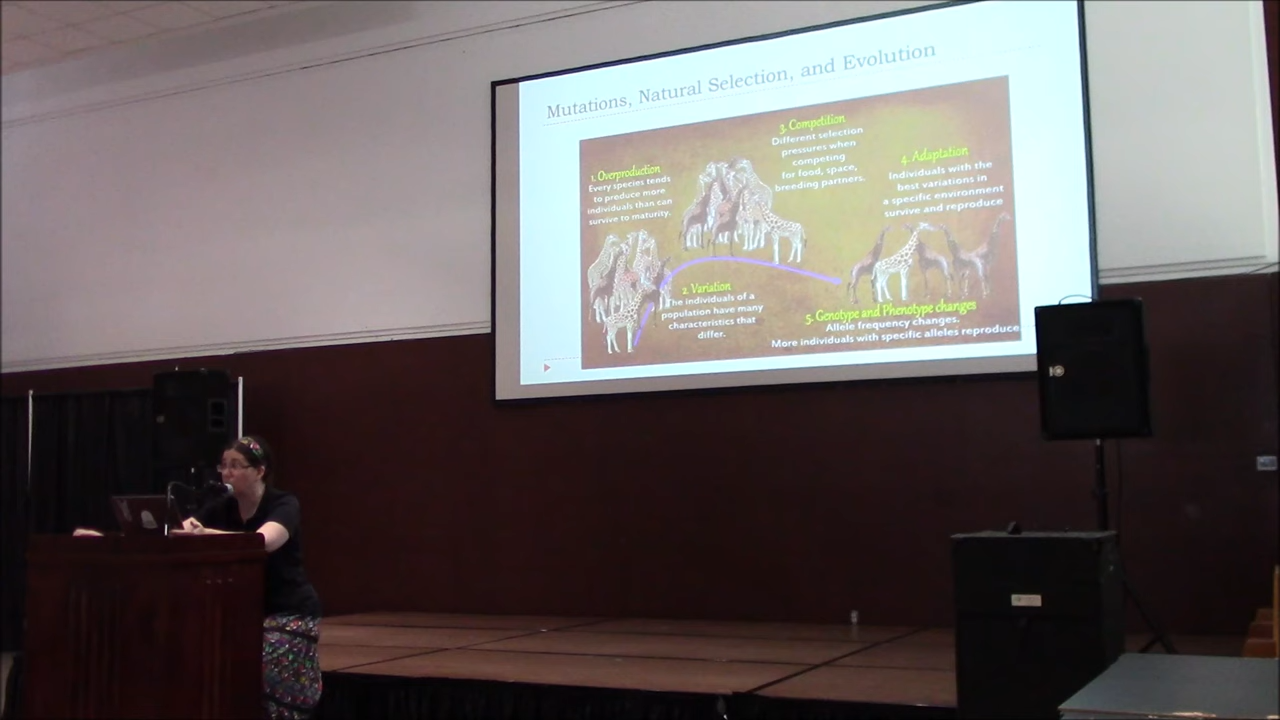 Mutations, Natural Selection, and Evolution
1. Overproduction
Every species tends
to produce more
individuals than can
survive to maturity.
2. Variation
The individuals of a
population have many
characteristics that
differ.
3. Competition
Different selection
pressures when
competing
for food, space,
breeding partners.
4. Adaptation
Individuals with the
best variations in
a specific environment
survive and reproduce
5. Genotype and Phenotype changes
Allele frequency changes.
More individuals with specific alleles reproduce